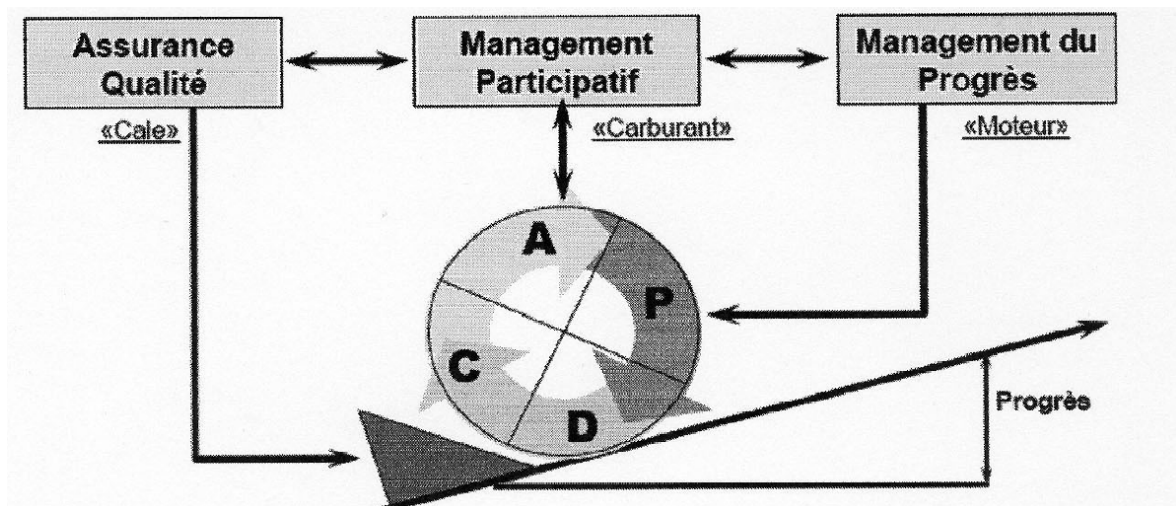 Assurance
Qualité
Management
Participatif
Management du
Progrès
«Cale»
«Carburant»
«Moteur»
A
P
C
D
Progrès